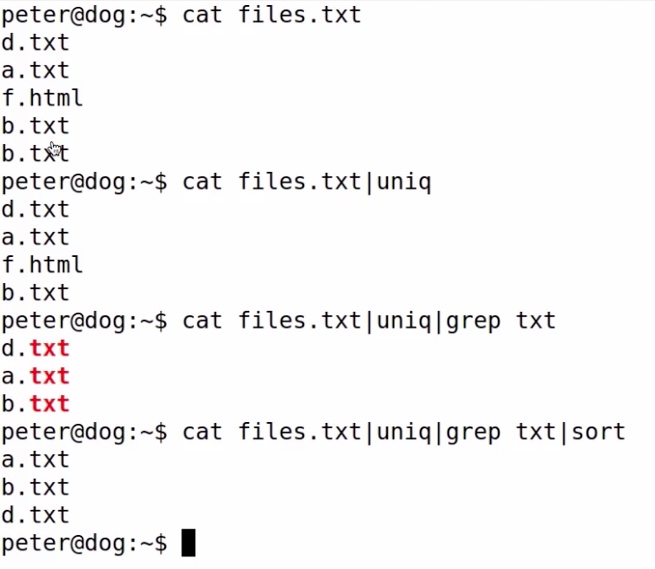 peter@dog:~$ cat files.txt
d.txt
a.txt
f.html
b.txt
b.txt
peter@dog:~$ cat files.txt|uniq
d.txt
a.txt
f.html
b.txt
peter@dog:~$ cat files.txt|uniq|grep txt
d.txt
a.txt
b.txt
peter@dog:~$ cat files.txt|uniq|grep txt|sort
a.txt
b.txt
d.txt
peter@dog:~$